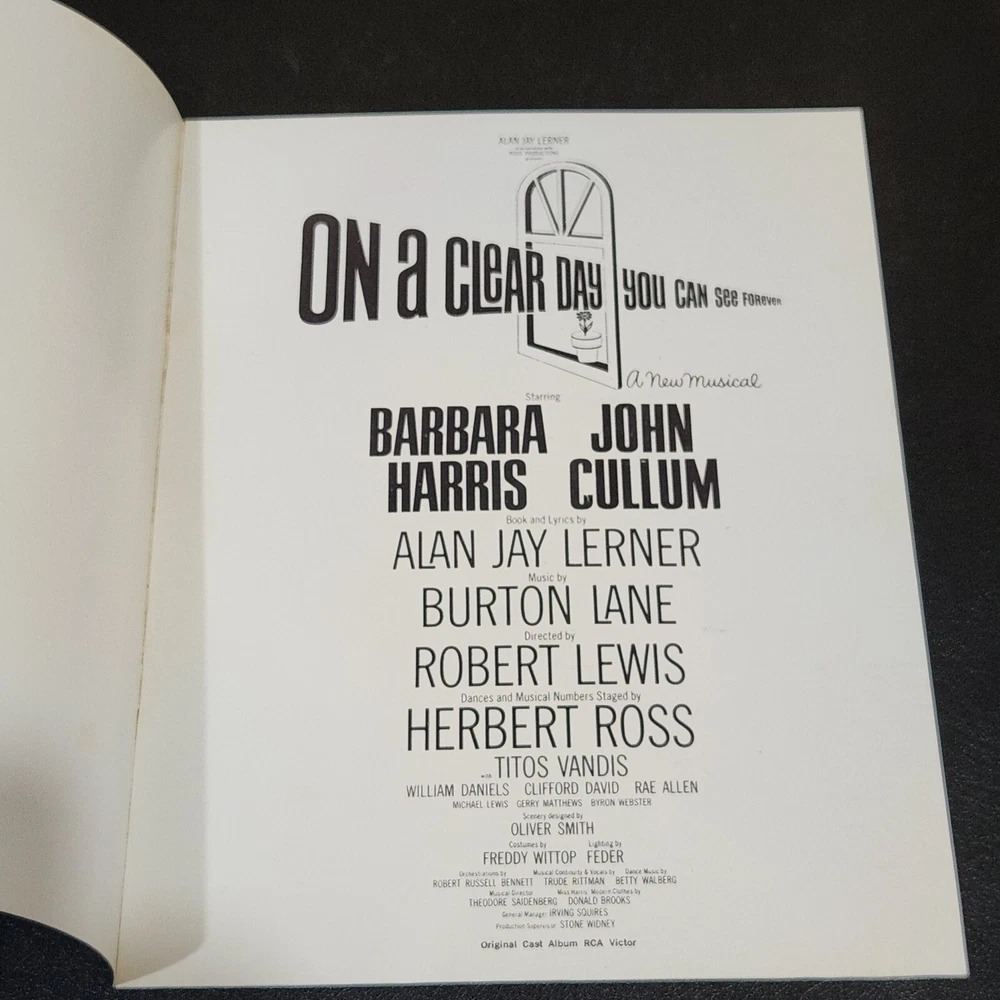 ALAN JAY LERNER
ON a CLEAR DAY YOU CAN See FOREVER
A New Musical
Starring
BARBARA JOHN
HARRIS CULLUM
Book and Lyrics by
ALAN JAY LERNER
Music by
BURTON LANE
Directed by
ROBERT LEWIS
Dances and Musical Numbers Staged by
HERBERT ROSS
with TITOS VANDIS
WILLIAM DANIELS CLIFFORD DAVID RAE ALLEN
MICHAEL LEWIS GERRY MATTHEWS BYRON WEBSTER
Scenery designed by
OLIVER SMITH
Costumes by Lighting by
FREDDY WITTOP FEDER
Orchestrations by Musical Continuity & Vocals by Dance Music by
ROBERT RUSSELL BENNETT TRUDE RITTMAN BETTY WALBERG
Musical Director Miss Harris' Modern Clothes by
THEODORE SAIDENBERG DONALD BROOKS
General Manager IRVING SQUIRES
Production Supervisor STONE WIDNEY
Original Cast Album RCA Victor